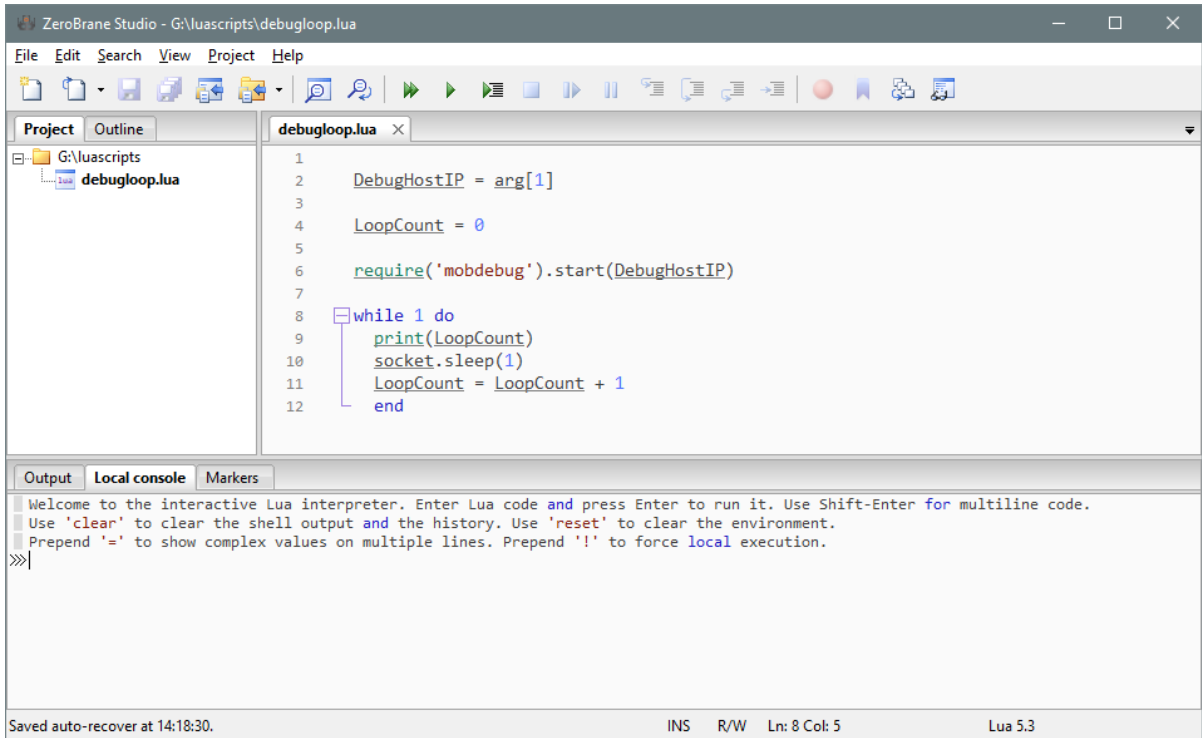 ZeroBrane Studio - G:\luascripts\debugloop.lua
File Edit Search View Project Help
Project Outline
G:\luascripts
debugloop.lua
debugloop.lua
1
2 DebugHostIP = arg[1]
3
4 LoopCount = 0
5
6 require('mobdebug').start(DebugHostIP)
7
8 while 1 do
9 print(LoopCount)
10 socket.sleep(1)
11 LoopCount = LoopCount + 1
12 end
Output Local console Markers
Welcome to the interactive Lua interpreter. Enter Lua code and press Enter to run it. Use Shift-Enter for multiline code.
Use 'clear' to clear the shell output and the history. Use 'reset' to clear the environment.
Prepend '=' to show complex values on multiple lines. Prepend '!' to force local execution.
Saved auto-recover at 14:18:30. INS R/W Ln: 8 Col: 5 Lua 5.3